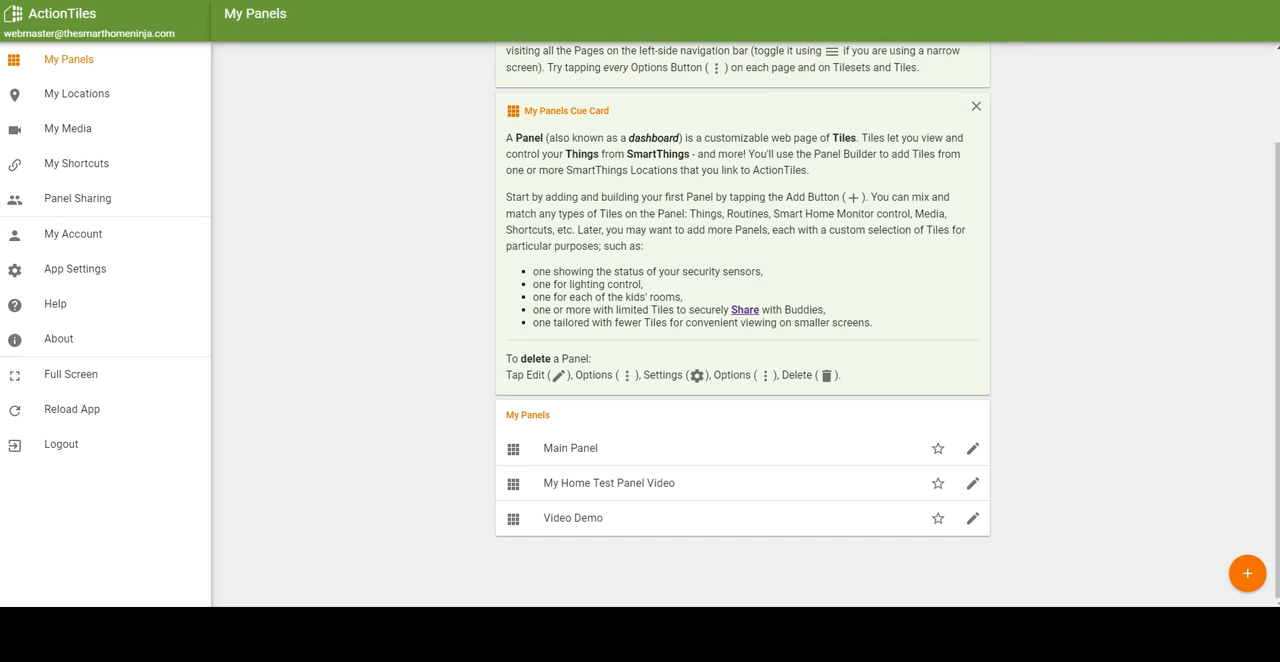 ActionTiles
webmaster@thesmarthomeninja.com
My Panels
My Panels
My Locations
My Media
My Shortcuts
Panel Sharing
My Account
App Settings
Help
About
Full Screen
Reload App
Logout
visiting all the Pages on the left-side navigation bar (toggle it using ☰ if you are using a narrow
screen). Try tapping every Options Button ( ⋮ ) on each page and on Tilesets and Tiles.
My Panels Cue Card
A Panel (also known as a dashboard) is a customizable web page of Tiles. Tiles let you view and
control your Things from SmartThings - and more! You'll use the Panel Builder to add Tiles from
one or more SmartThings Locations that you link to ActionTiles.
Start by adding and building your first Panel by tapping the Add Button ( + ). You can mix and
match any types of Tiles on the Panel: Things, Routines, Smart Home Monitor control, Media,
Shortcuts, etc. Later, you may want to add more Panels, each with a custom selection of Tiles for
particular purposes; such as:
• one showing the status of your security sensors,
• one for lighting control,
• one for each of the kids' rooms,
• one or more with limited Tiles to securely Share with Buddies,
• one tailored with fewer Tiles for convenient viewing on smaller screens.
To delete a Panel:
Tap Edit ( ), Options ( ⋮ ), Settings ( ), Options ( ⋮ ), Delete ( ).
My Panels
Main Panel
My Home Test Panel Video
Video Demo